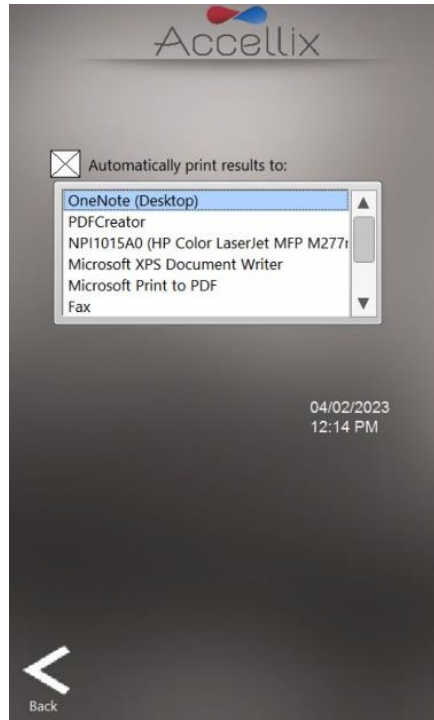 Accellix
Automatically print results to:
OneNote (Desktop)
PDFCreator
NPI1015A0 (HP Color LaserJet MFP M277
Microsoft XPS Document Writer
Microsoft Print to PDF
Fax
04/02/2023
12:14 PM
Back